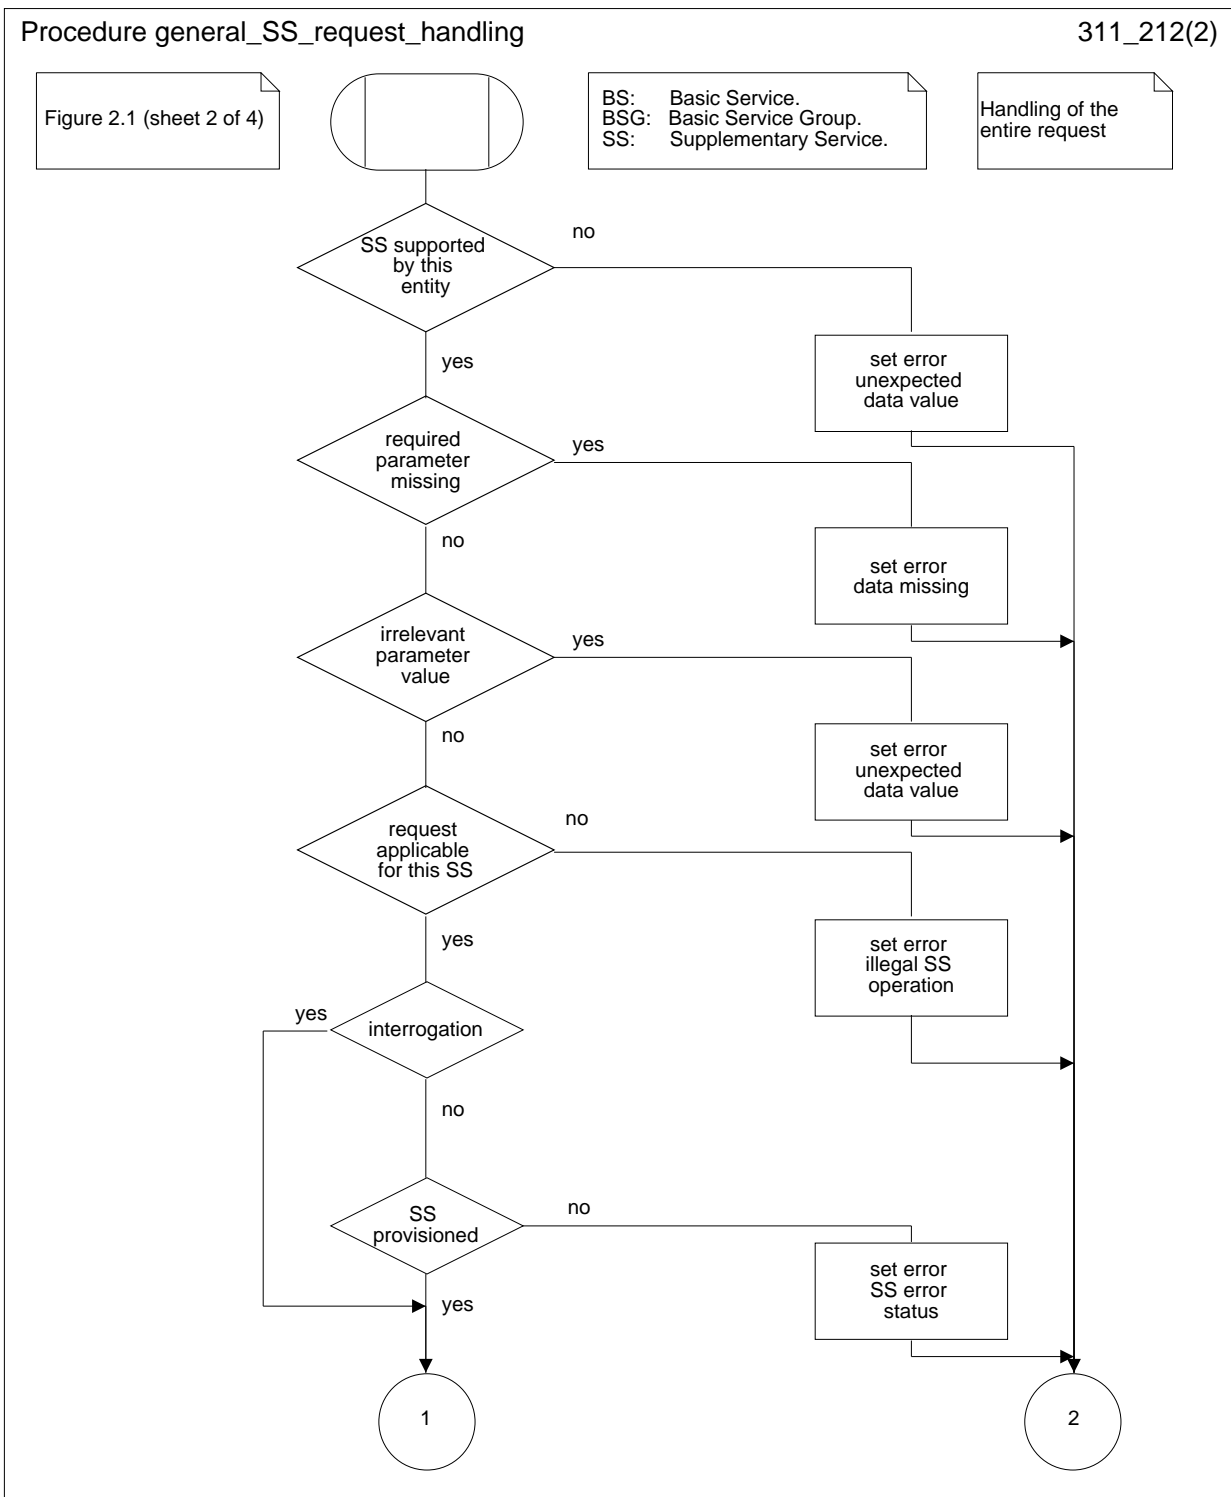 Procedure general_SS_request_handling
311_212(2)
Figure 2.1 (sheet 2 of 4)
BS: Basic Service.
BSG: Basic Service Group.
SS: Supplementary Service.
Handling of the
entire request
SS supported
by this
entity
no
yes
set error
unexpected
data value
required
parameter
missing
yes
no
set error
data missing
irrelevant
parameter
value
yes
no
set error
unexpected
data value
request
applicable
for this SS
no
yes
set error
illegal SS
operation
yes
interrogation
no
SS
provisioned
no
yes
set error
SS error
status
1
2